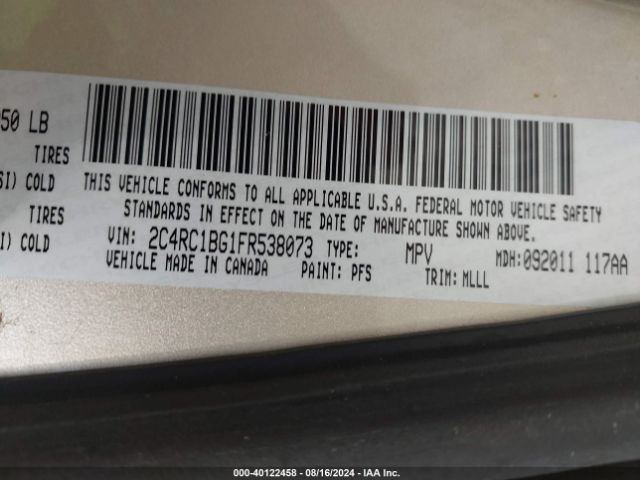 950 LB
TIRES
SI) COLD
TIRES
I) COLD
THIS VEHICLE CONFORMS TO ALL APPLICABLE U.S.A. FEDERAL MOTOR VEHICLE SAFETY
STANDARDS IN EFFECT ON THE DATE OF MANUFACTURE SHOWN ABOVE.
VIN: 2C4RC1BG1FR538073 TYPE: MPV MDH: 092011 117AA
VEHICLE MADE IN CANADA PAINT: PFS TRIM: MLLL
000-40122458 - 08/16/2024 - IAA Inc.